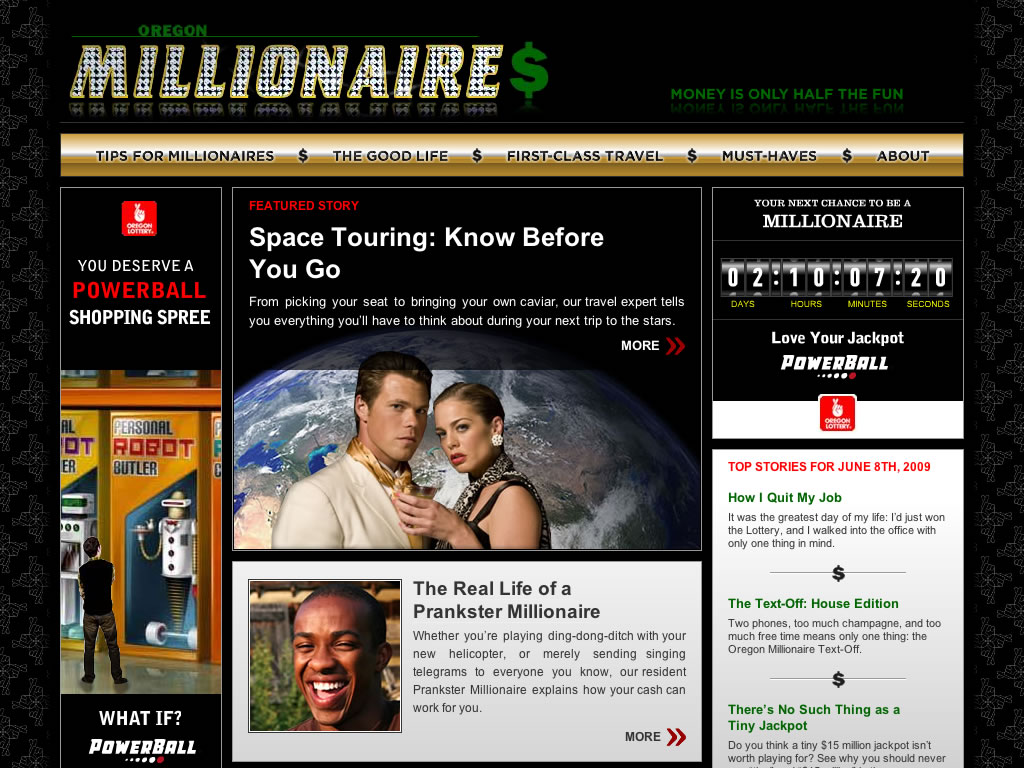 OREGON
MILLIONAIRE$
MONEY IS ONLY HALF THE FUN
TIPS FOR MILLIONAIRES $ THE GOOD LIFE $ FIRST-CLASS TRAVEL $ MUST-HAVES $ ABOUT
OREGON
LOTTERY
YOU DESERVE A
POWERBALL
SHOPPING SPREE
PERSONAL
ROBOT
BUTLER
WHAT IF?
POWERBALL
FEATURED STORY
Space Touring: Know Before
You Go
From picking your seat to bringing your own caviar, our travel expert tells
you everything you'll have to think about during your next trip to the stars.
MORE
The Real Life of a
Prankster Millionaire
Whether you're playing ding-dong-ditch with your
new helicopter, or merely sending singing
telegrams to everyone you know, our resident
Prankster Millionaire explains how your cash can
work for you.
MORE
YOUR NEXT CHANCE TO BE A
MILLIONAIRE
02:10:07:20
DAYS HOURS MINUTES SECONDS
Love Your Jackpot
POWERBALL
OREGON
LOTTERY
TOP STORIES FOR JUNE 8TH, 2009
How I Quit My Job
It was the greatest day of my life: I'd just won
the Lottery, and I walked into the office with
only one thing in mind.
$
The Text-Off: House Edition
Two phones, too much champagne, and too
much free time means only one thing: the
Oregon Millionaire Text-Off.
$
There's No Such Thing as a
Tiny Jackpot
Do you think a tiny $15 million jackpot isn't
worth playing for? See why you should never